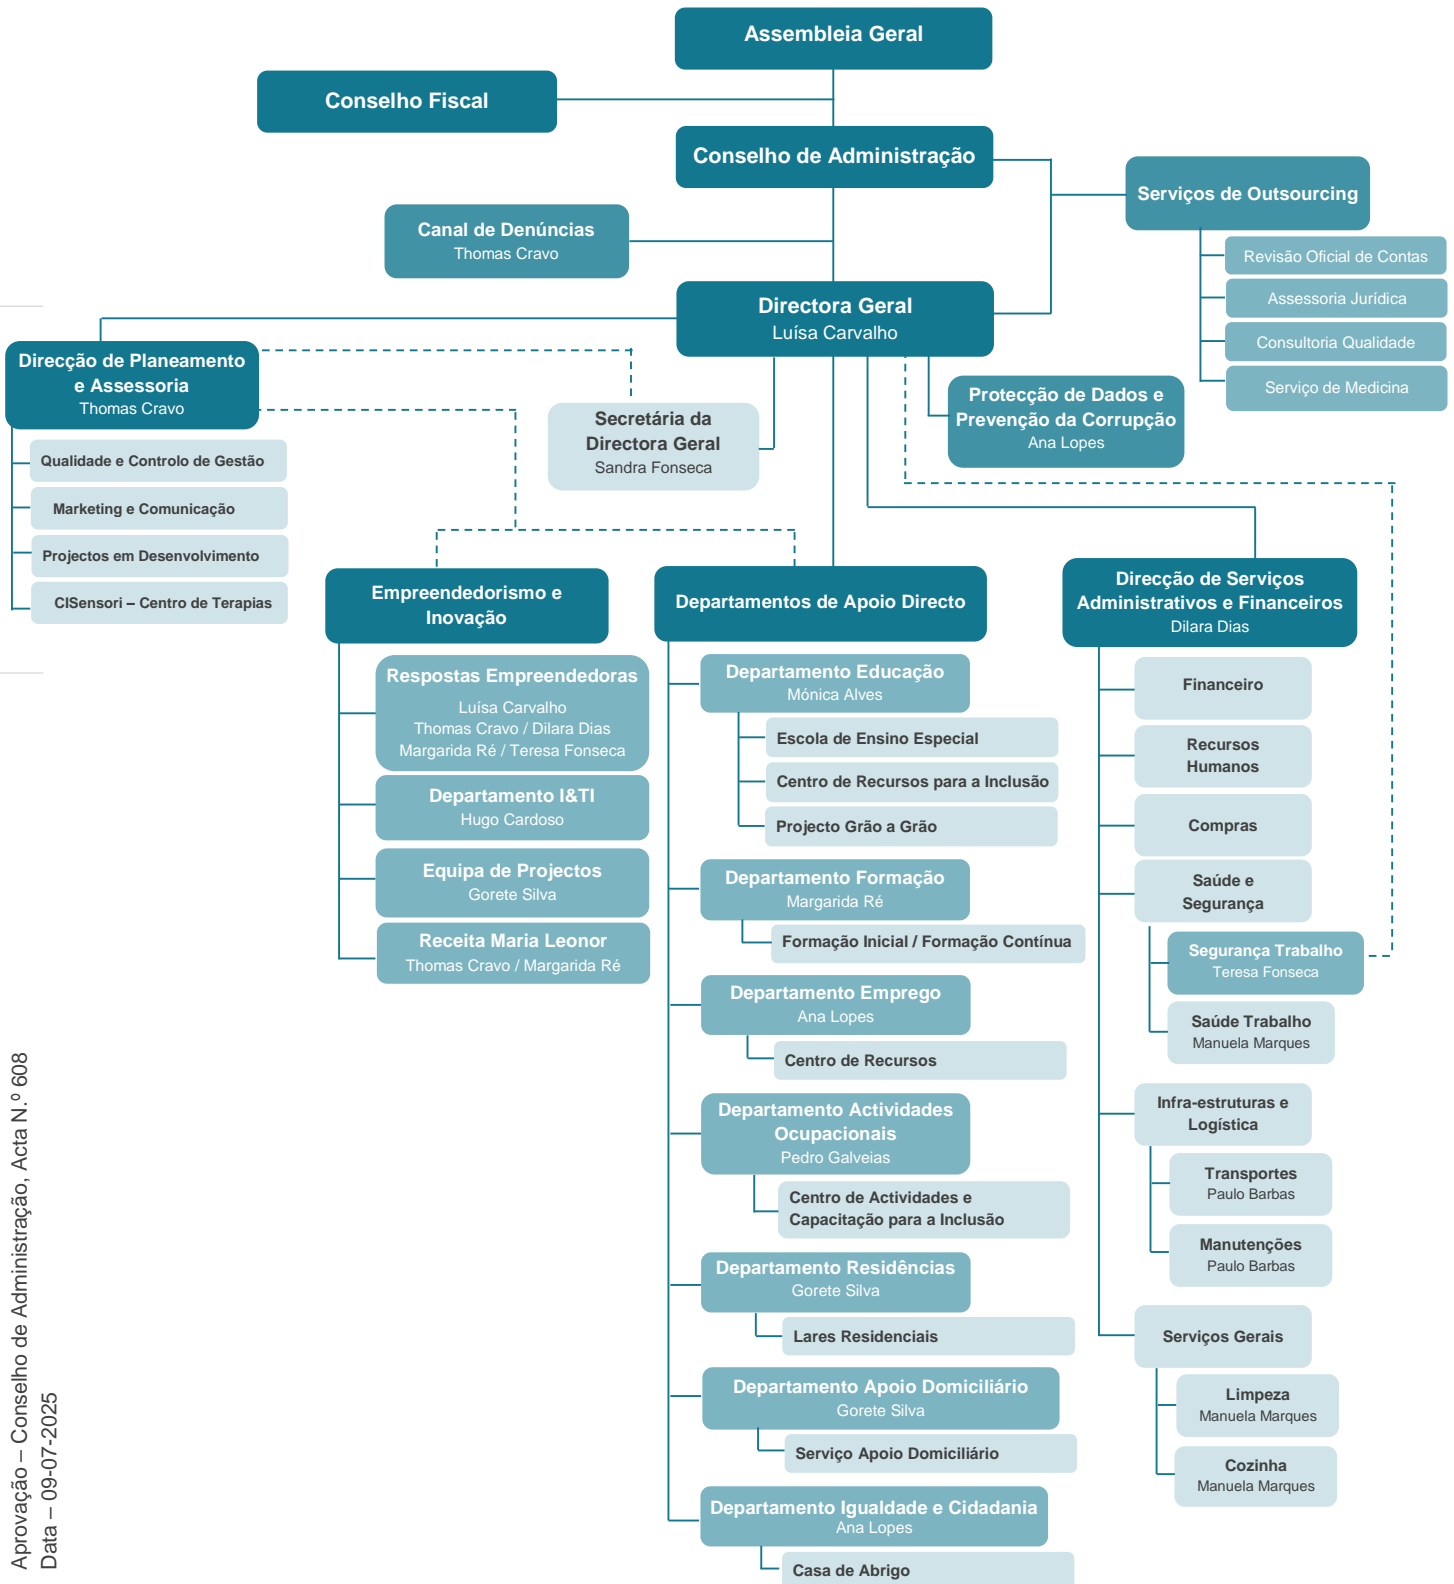 Assembleia Geral
Conselho Fiscal
Conselho de Administração
Serviços de Outsourcing
Revisão Oficial de Contas
Assessoria Jurídica
Consultoria Qualidade
Serviço de Medicina
Canal de Denúncias
Thomas Cravo
Directora Geral
Luísa Carvalho
Direcção de Planeamento
e Assessoria
Thomas Cravo
Qualidade e Controlo de Gestão
Marketing e Comunicação
Projectos em Desenvolvimento
CISensori – Centro de Terapias
Secretária da
Directora Geral
Sandra Fonseca
Protecção de Dados e
Prevenção da Corrupção
Ana Lopes
Empreendedorismo e
Inovação
Respostas Empreendedoras
Luísa Carvalho
Thomas Cravo / Dilara Dias
Margarida Ré / Teresa Fonseca
Departamento I&TI
Hugo Cardoso
Equipa de Projectos
Gorete Silva
Receita Maria Leonor
Thomas Cravo / Margarida Ré
Departamentos de Apoio Directo
Departamento Educação
Mónica Alves
Escola de Ensino Especial
Centro de Recursos para a Inclusão
Projecto Grão a Grão
Departamento Formação
Margarida Ré
Formação Inicial / Formação Contínua
Departamento Emprego
Ana Lopes
Centro de Recursos
Departamento Actividades
Ocupacionais
Pedro Galveias
Centro de Actividades e
Capacitação para a Inclusão
Departamento Residências
Gorete Silva
Lares Residenciais
Departamento Apoio Domiciliário
Gorete Silva
Serviço Apoio Domiciliário
Departamento Igualdade e Cidadania
Ana Lopes
Casa de Abrigo
Direcção de Serviços
Administrativos e Financeiros
Dilara Dias
Financeiro
Recursos
Humanos
Compras
Saúde e
Segurança
Segurança Trabalho
Teresa Fonseca
Saúde Trabalho
Manuela Marques
Infra-estruturas e
Logística
Transportes
Paulo Barbas
Manutenções
Paulo Barbas
Serviços Gerais
Limpeza
Manuela Marques
Cozinha
Manuela Marques
Aprovação – Conselho de Administração, Acta N.º 608
Data – 09-07-2025